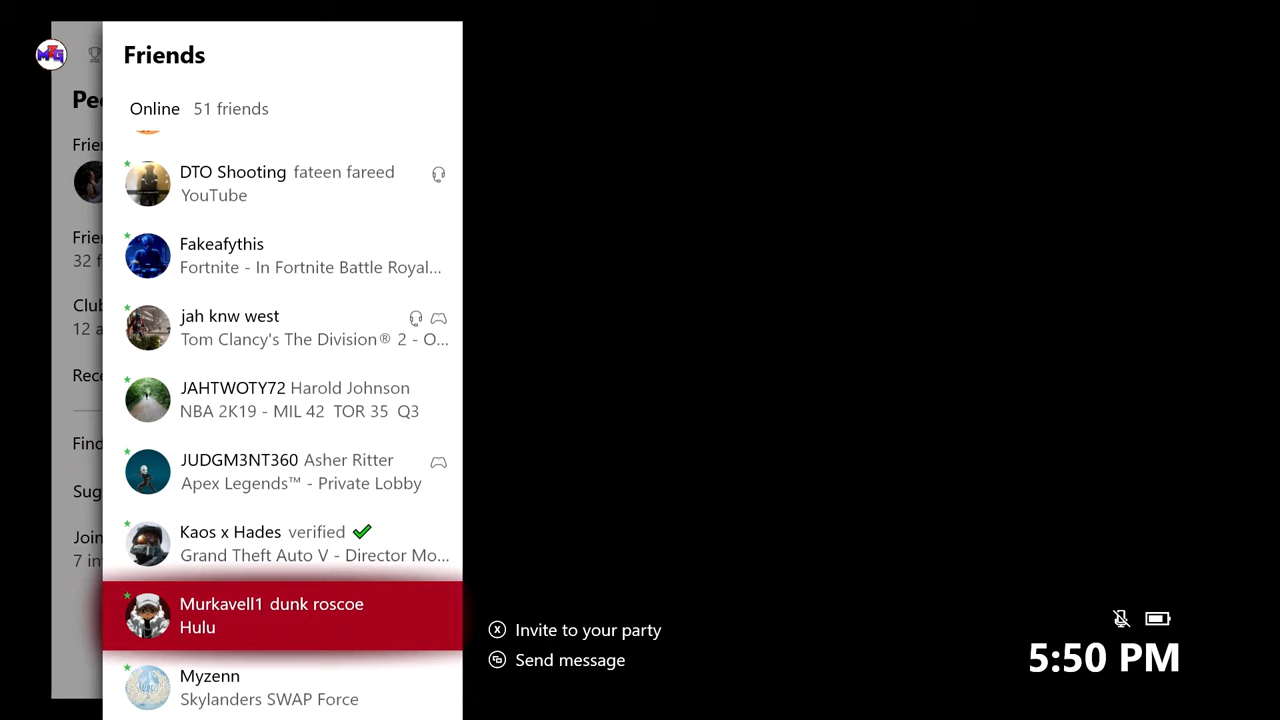 Friends
Online 51 friends
DTO Shooting fateen fareed
YouTube
Fakeafythis
Fortnite - In Fortnite Battle Royal...
jah knw west
Tom Clancy's The Division® 2 - O...
JAHTWOTY72 Harold Johnson
NBA 2K19 - MIL 42 TOR 35 Q3
JUDGM3NT360 Asher Ritter
Apex Legends™ - Private Lobby
Kaos x Hades verified ✔
Grand Theft Auto V - Director Mo...
Murkavell1 dunk roscoe
Hulu
Myzenn
Skylanders SWAP Force
Invite to your party
Send message
5:50 PM